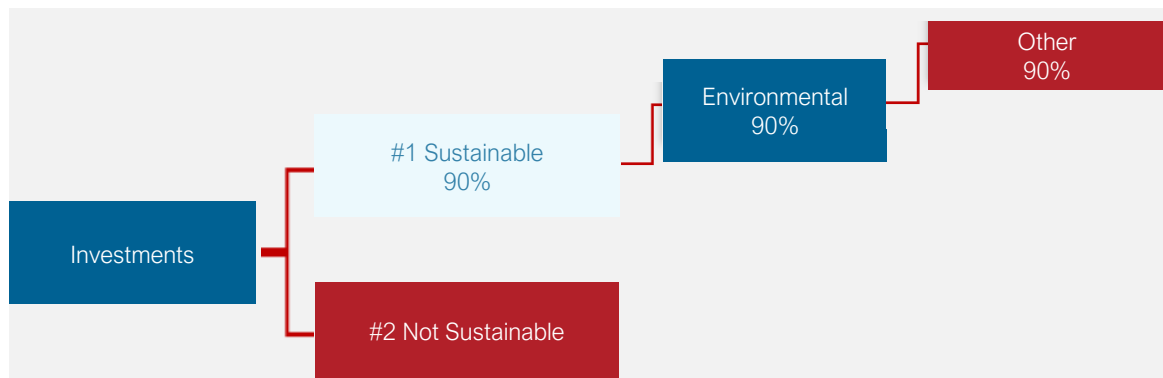 Investments
#1 Sustainable
90%
#2 Not Sustainable
Environmental
90%
Other
90%